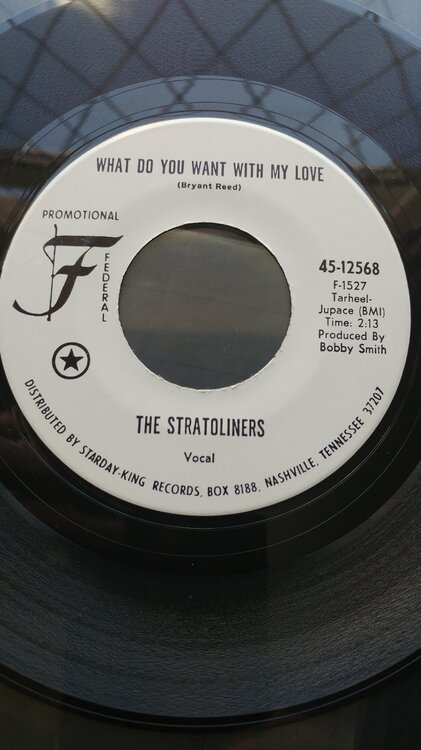 WHAT DO YOU WANT WITH MY LOVE
(Bryant Reed)
PROMOTIONAL
F
FEDERAL
45-12568
F-1527
Tarheel-
Jupace (BMI)
Time: 2:13
Produced By
Bobby Smith
THE STRATOLINERS
Vocal
DISTRIBUTED BY STARDAY-KING RECORDS, BOX 8188, NASHVILLE, TENNESSEE 37207